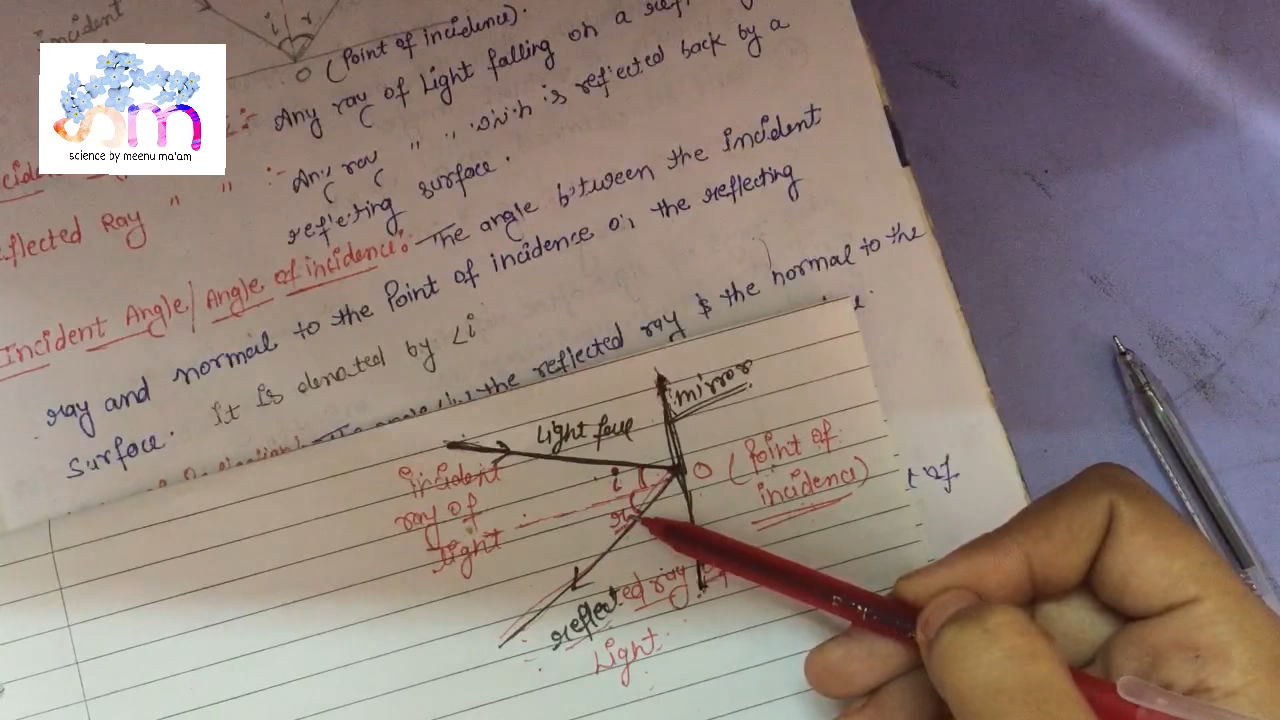 incident
i r
O (Point of incidence).
Any ray of Light falling on a
Any ray " " which is reflected back by a
reflecting surface.
Reflected Ray " " :-
Incident Angle/Angle of incidence: The angle between the incident
ray and normal to the Point of incidence on the reflecting
surface. It is denoted by ∠i
the reflected ray & the normal to the
mirror
Light fall
incident
ray of
light
i
r
O (Point of
incidence)
reflected ray of
Light.
science by meenu ma'am